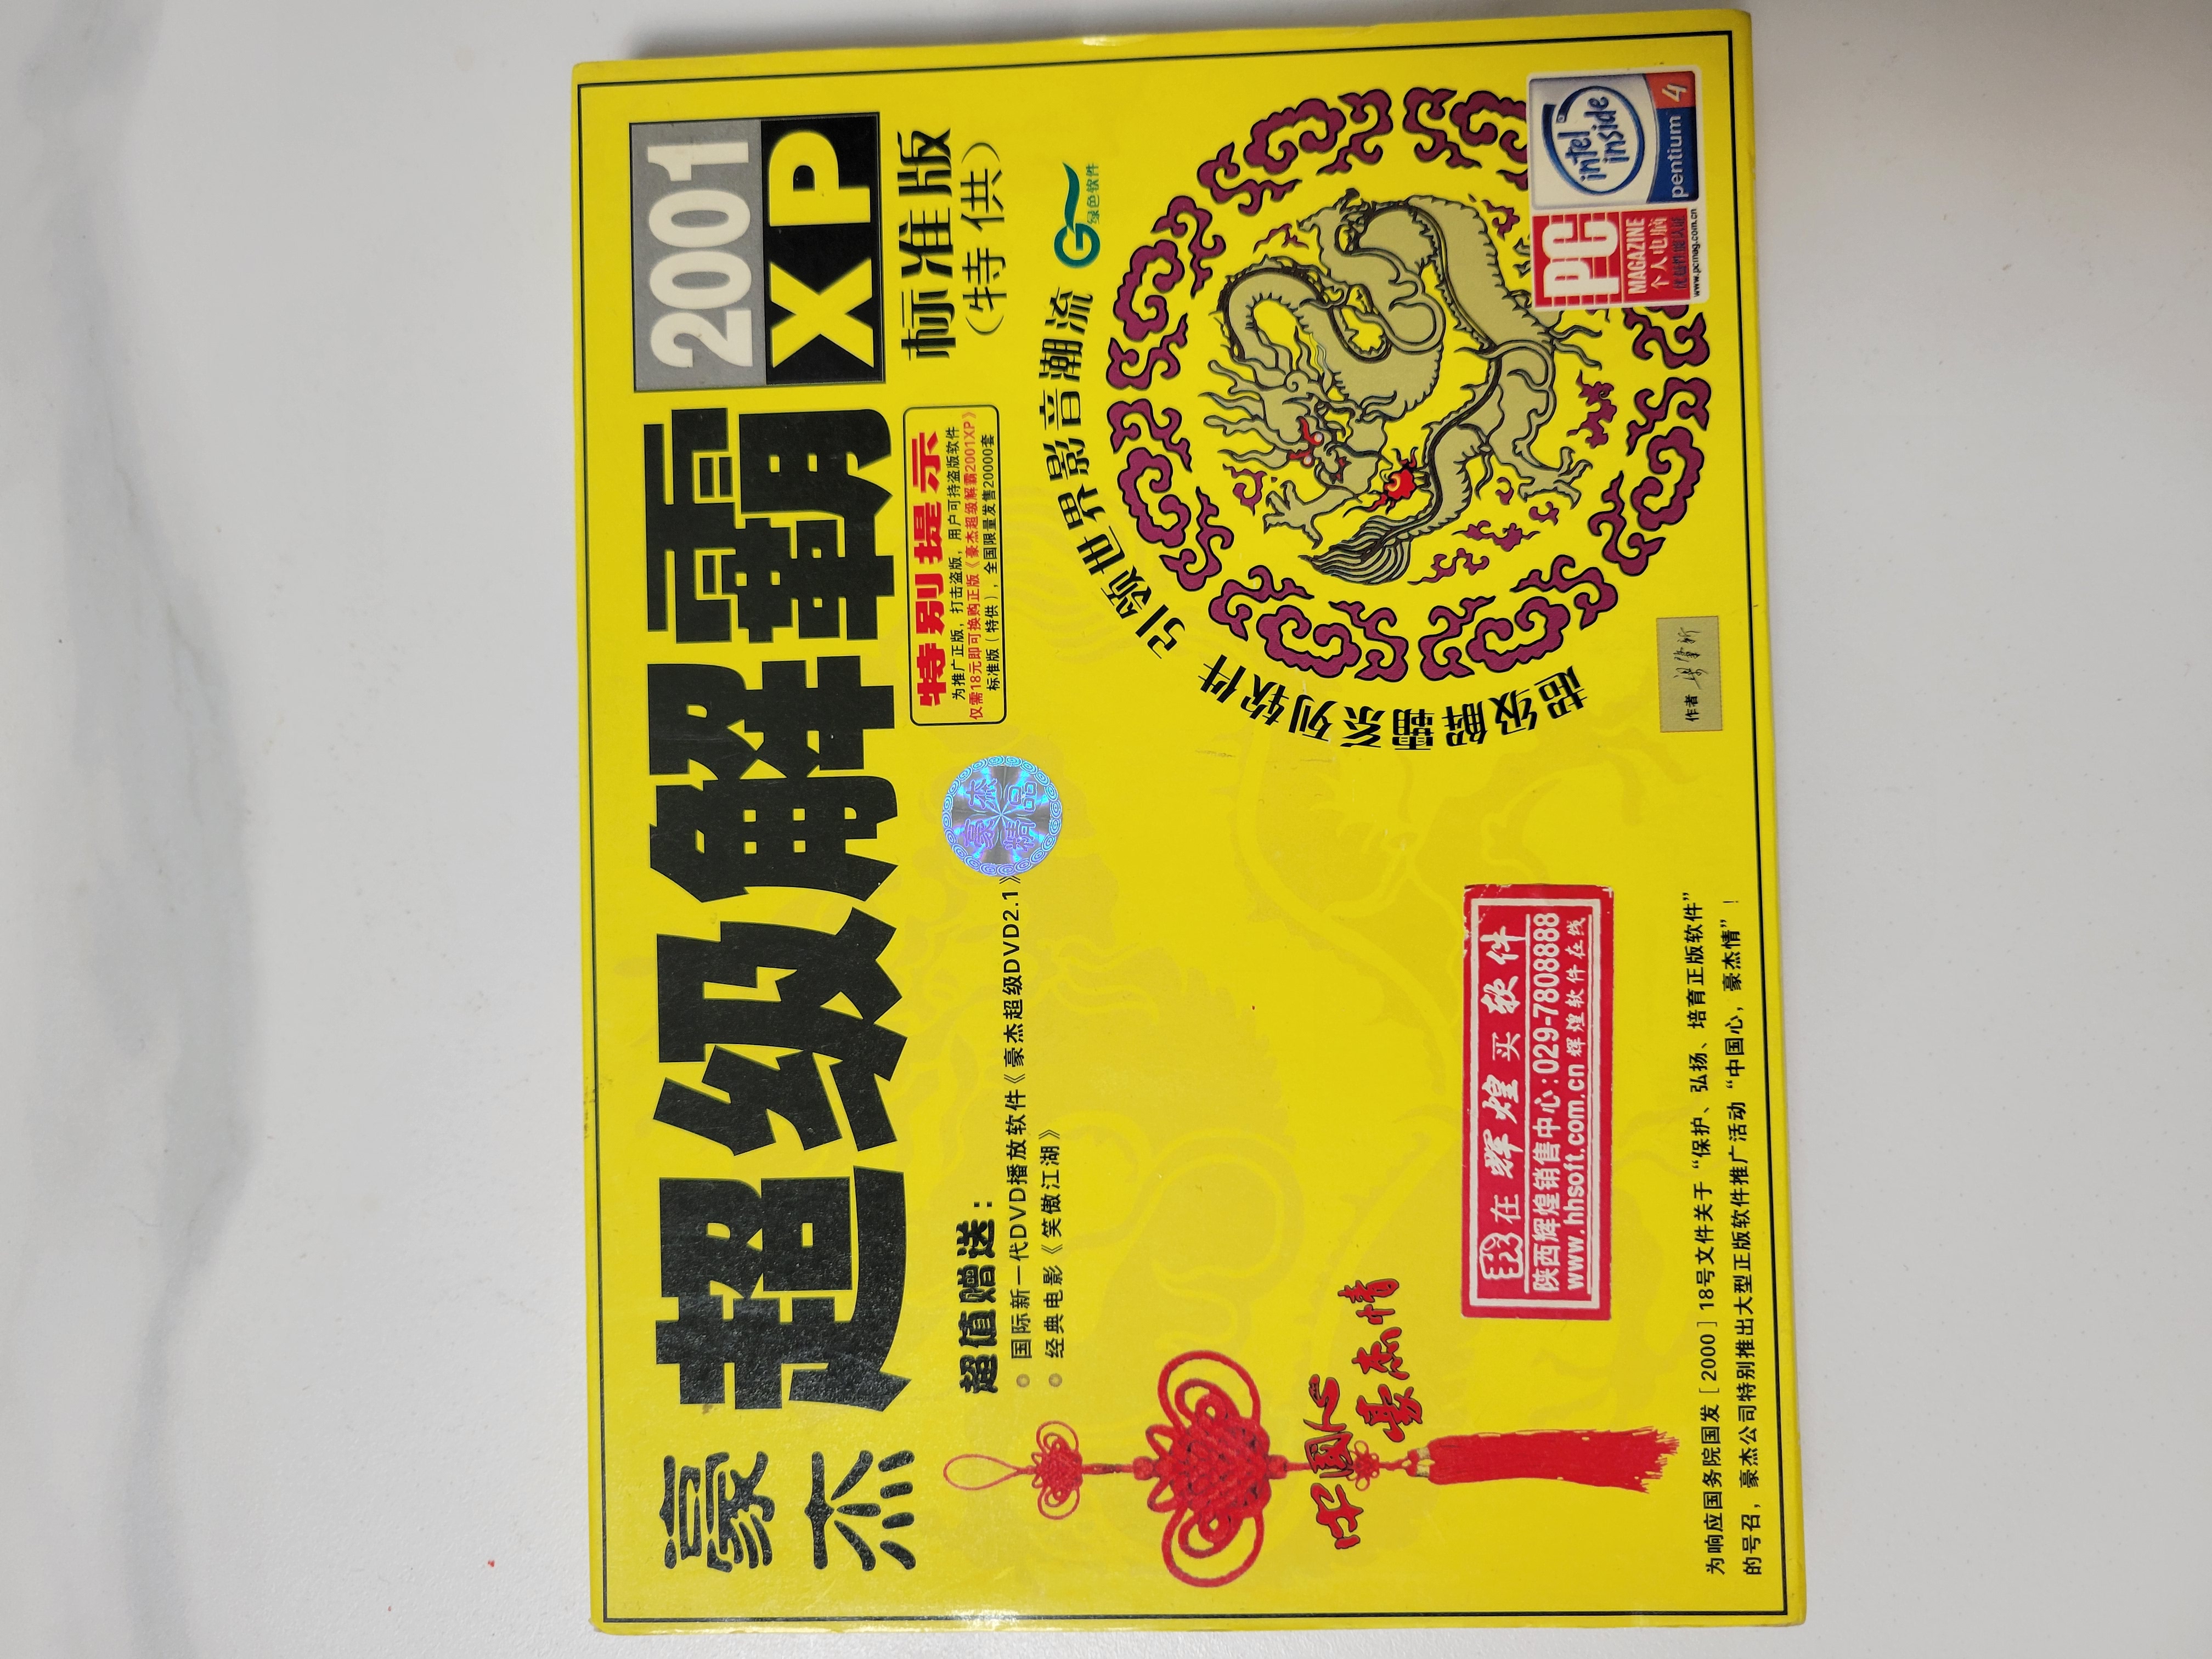 豪杰
超级解霸
2001
XP
标准版
（特供）
特别提示
为推广正版，打击盗版，用户可持盗版软件
仅需18元即可换购正版《豪杰超级解霸2001XP》
标准版（特供），全国限量发售20000套
豪杰
精品
超值赠送：
国际新一代DVD播放软件《豪杰超级DVD2.1》
经典电影《笑傲江湖》
超级解霸系列软件 引领世界影音潮流
绿色软件
中国心
豪杰情
在辉煌买软件
陕西辉煌销售中心:029-7808888
www.hhsoft.com.cn 辉煌软件在线
作者
PC
MAGAZINE
个人电脑
www.pcmag.com.cn
intel
inside
pentium 4
为响应国务院国发［2000］18号文件关于“保护、弘扬、培育正版软件”
的号召，豪杰公司特别推出大型正版软件推广活动“中国心，豪杰情”！